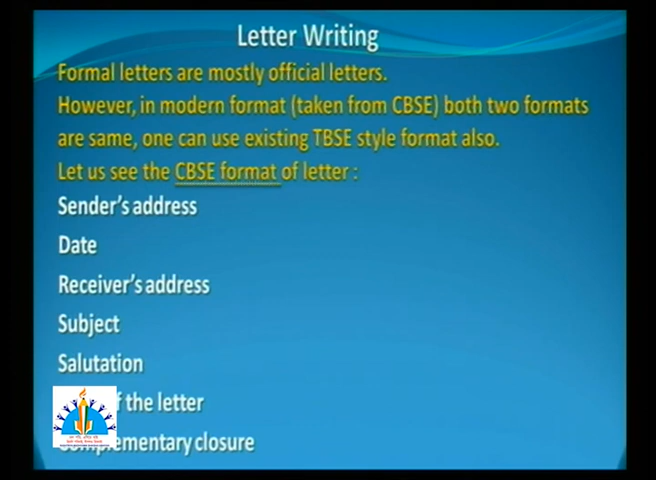 Letter Writing
Formal letters are mostly official letters.
However, in modern format (taken from CBSE) both two formats
are same, one can use existing TBSE style format also.
Let us see the CBSE format of letter :
Sender's address
Date
Receiver's address
Subject
Salutation
the letter
closure